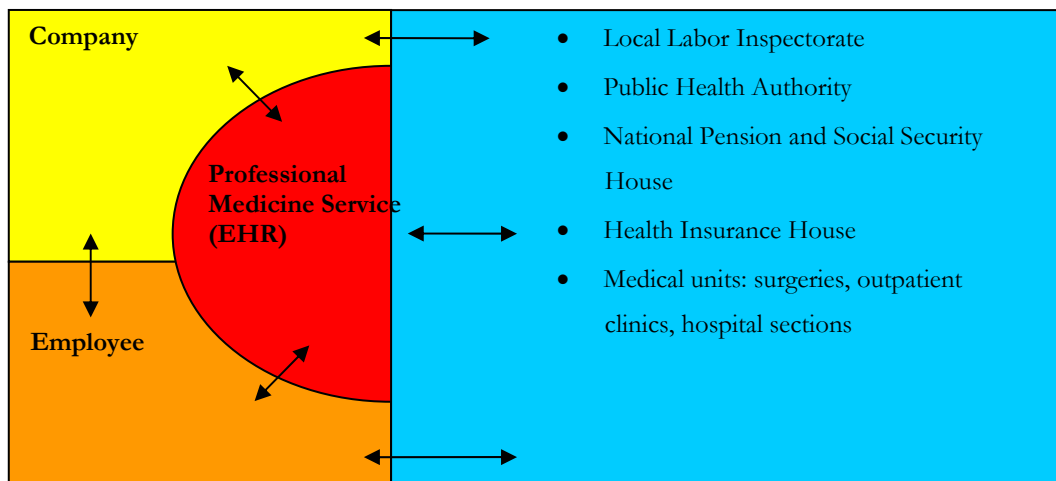 Company
Professional
Medicine Service
(EHR)
Employee
• Local Labor Inspectorate
• Public Health Authority
• National Pension and Social Security
House
• Health Insurance House
• Medical units: surgeries, outpatient
clinics, hospital sections